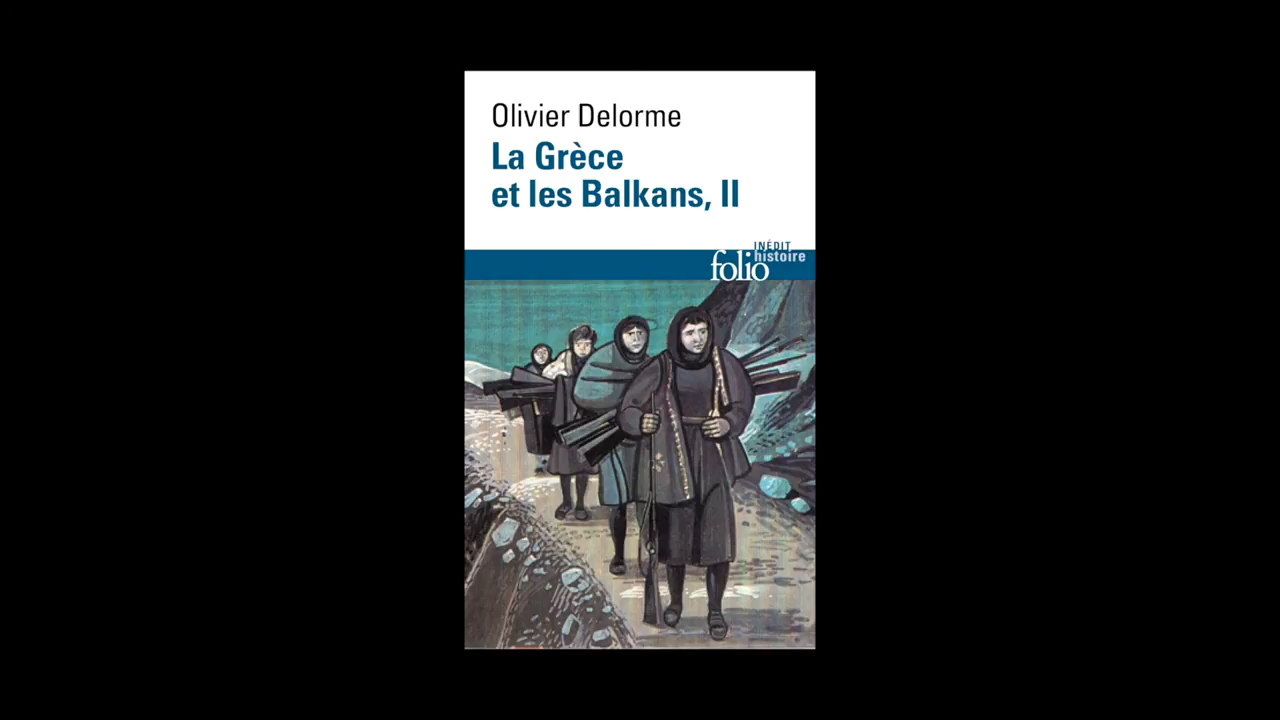 Olivier Delorme
La Grèce
et les Balkans, II
INÉDIT
folio histoire